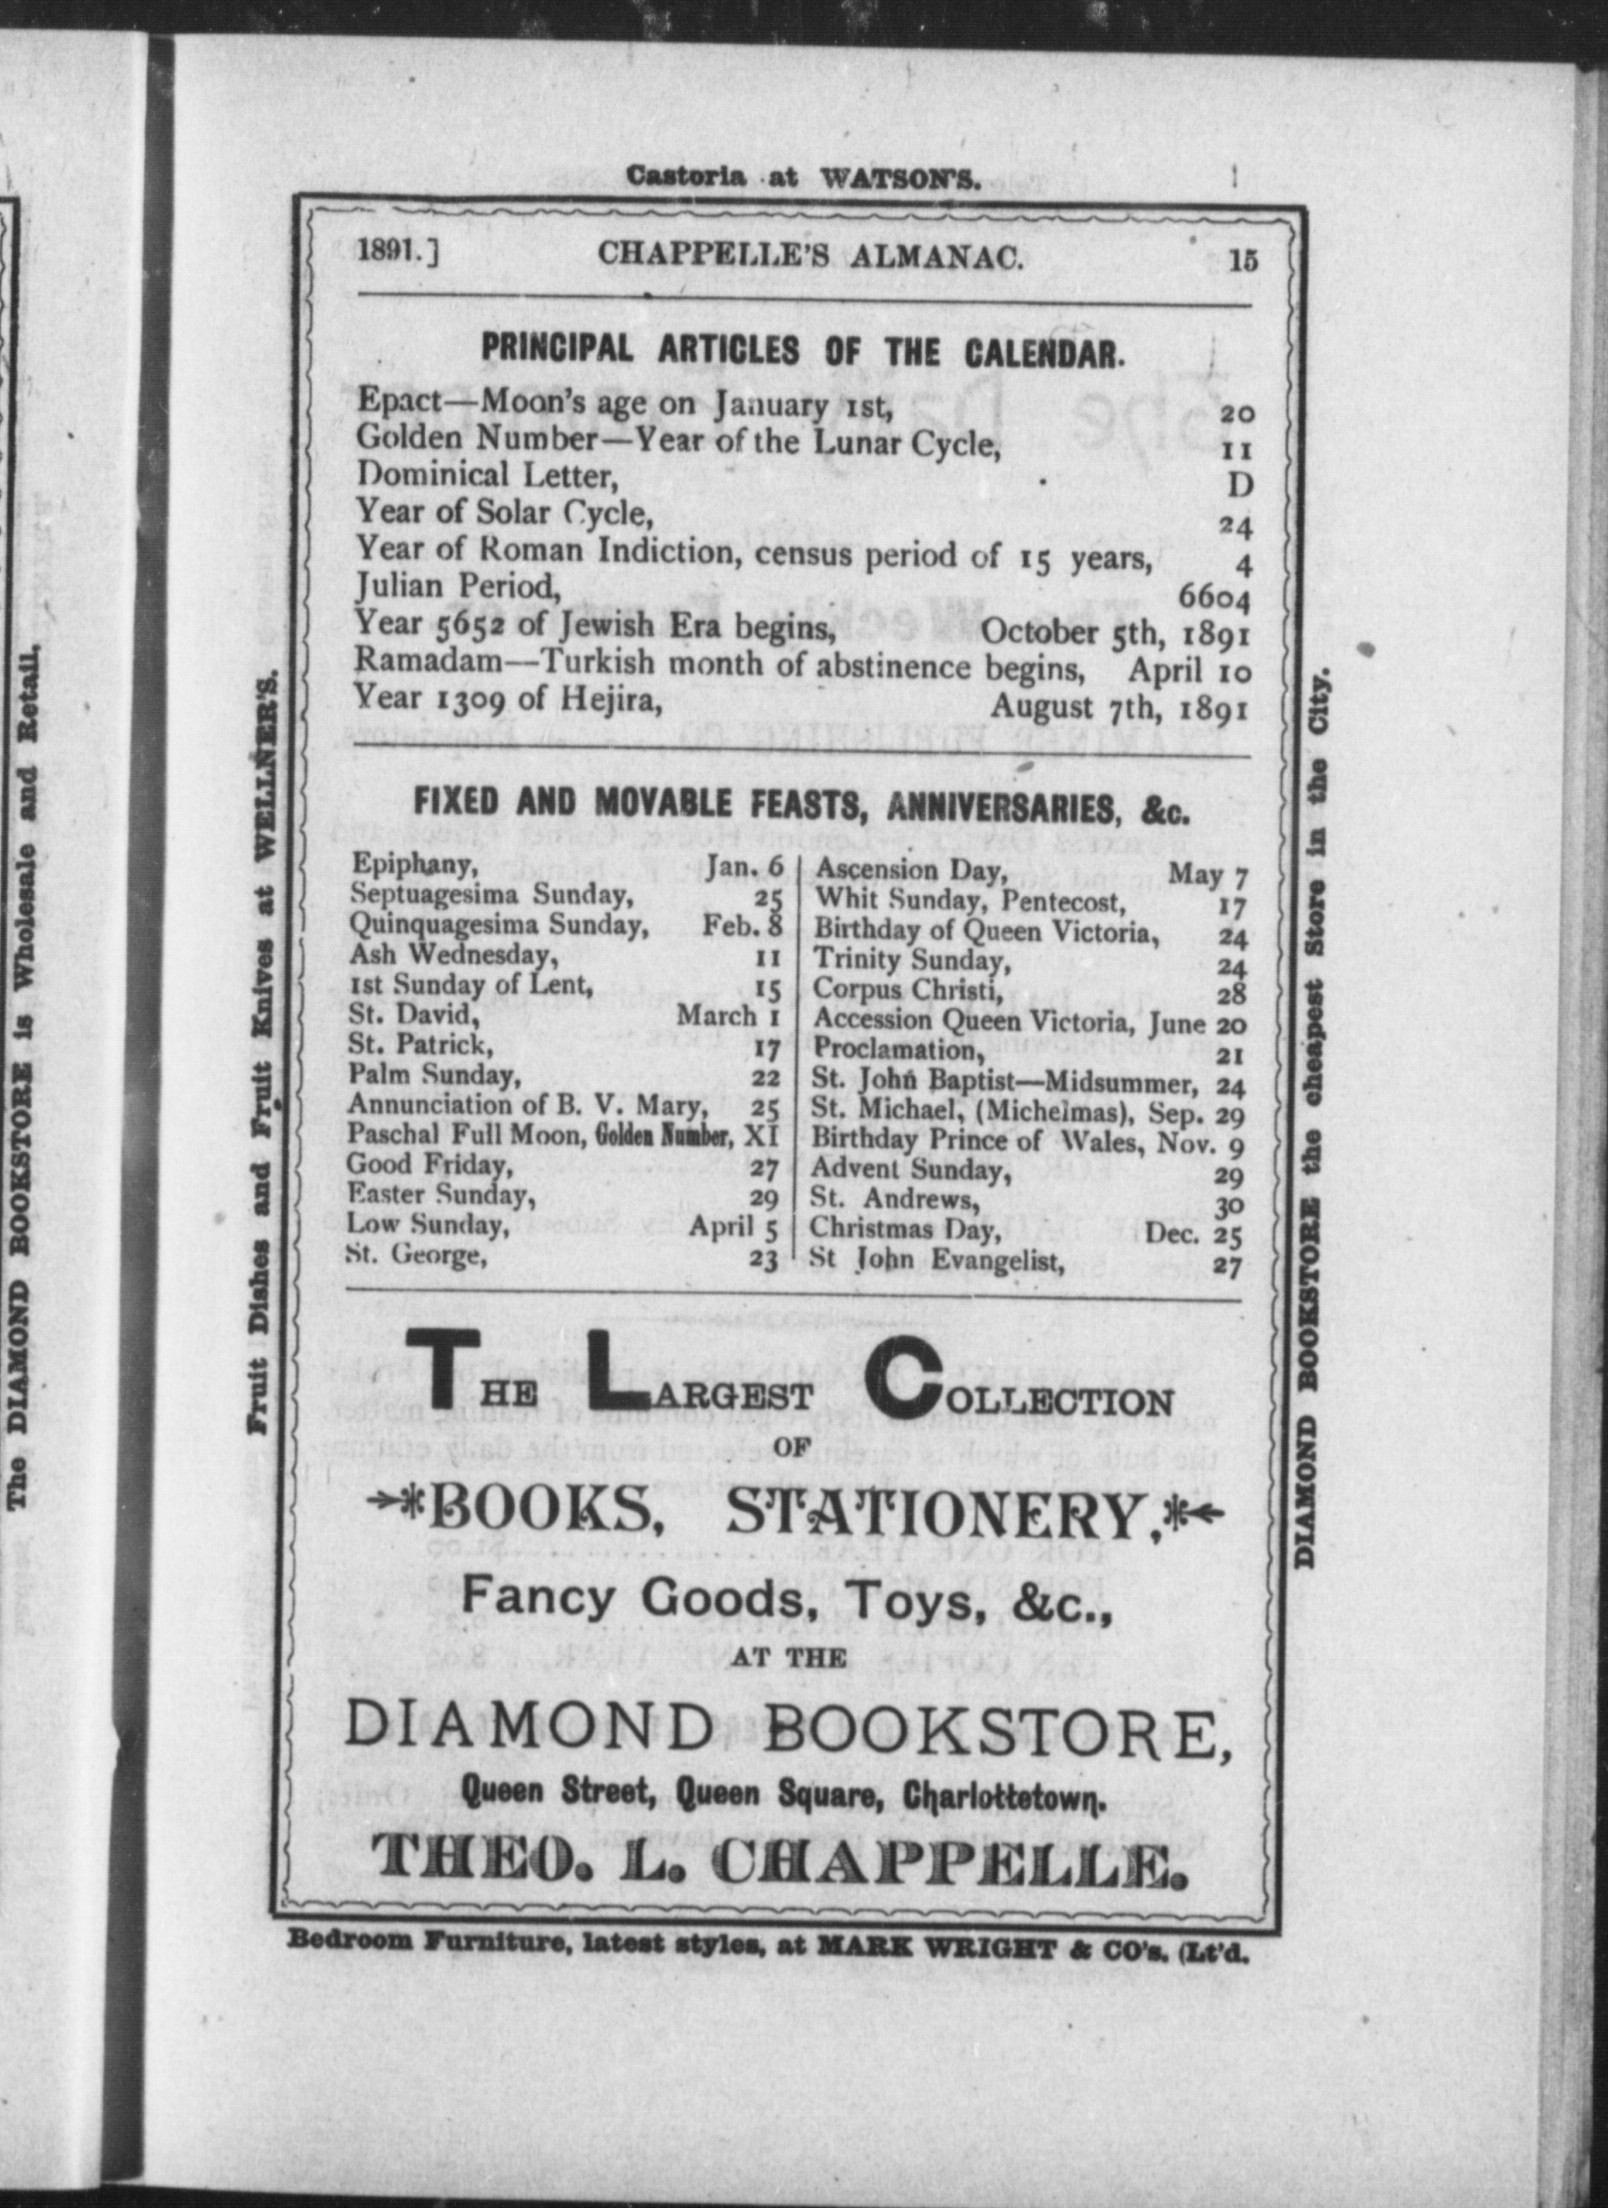 Castoria at WATSON'S.
1891.] CHAPPELLE'S ALMANAC. 15
PRINCIPAL ARTICLES OF THE CALENDAR.
Epact—Moon's age on January 1st, 20
Golden Number—Year of the Lunar Cycle, 11
Dominical Letter, D
Year of Solar Cycle, 24
Year of Roman Indiction, census period of 15 years, 4
Julian Period, 6604
Year 5652 of Jewish Era begins, October 5th, 1891
Ramadam—Turkish month of abstinence begins, April 10
Year 1309 of Hejira, August 7th, 1891
FIXED AND MOVABLE FEASTS, ANNIVERSARIES, &c.
Epiphany, Jan. 6
Septuagesima Sunday, 25
Quinquagesima Sunday, Feb. 8
Ash Wednesday, 11
1st Sunday of Lent, 15
St. David, March 1
St. Patrick, 17
Palm Sunday, 22
Annunciation of B. V. Mary, 25
Paschal Full Moon, Golden Number, XI
Good Friday, 27
Easter Sunday, 29
Low Sunday, April 5
St. George, 23
Ascension Day, May 7
Whit Sunday, Pentecost, 17
Birthday of Queen Victoria, 24
Trinity Sunday, 24
Corpus Christi, 28
Accession Queen Victoria, June 20
Proclamation, 21
St. John Baptist—Midsummer, 24
St. Michael, (Michelmas), Sep. 29
Birthday Prince of Wales, Nov. 9
Advent Sunday, 29
St. Andrews, 30
Christmas Day, Dec. 25
St John Evangelist, 27
THE LARGEST COLLECTION
OF
BOOKS, STATIONERY,
Fancy Goods, Toys, &c.,
AT THE
DIAMOND BOOKSTORE,
Queen Street, Queen Square, Charlottetown.
THEO. L. CHAPPELLE.
Bedroom Furniture, latest styles, at MARK WRIGHT & CO's. (Lt'd.
Fruit Dishes and Fruit Knives at WELLNER'S.
DIAMOND BOOKSTORE the cheapest Store in the City.
The DIAMOND BOOKSTORE is Wholesale and Retail.